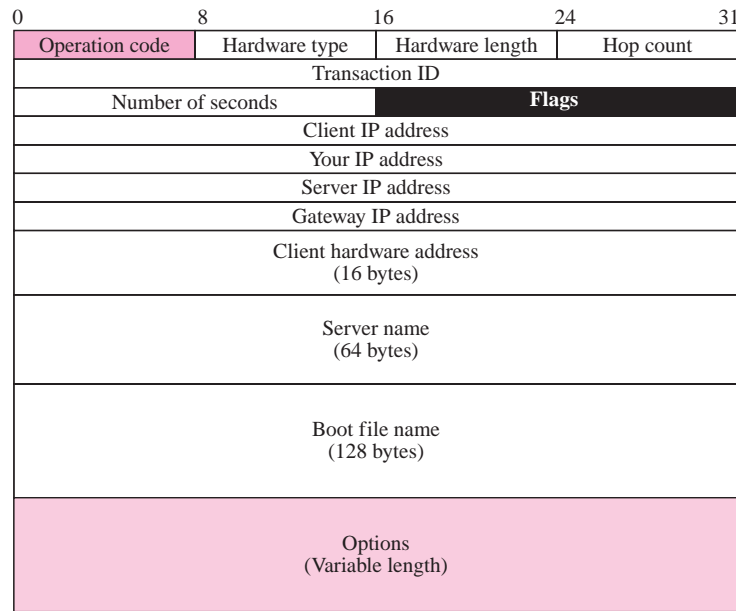 0 8 16 24 31
Operation code Hardware type Hardware length Hop count
Transaction ID
Number of seconds Flags
Client IP address
Your IP address
Server IP address
Gateway IP address
Client hardware address
(16 bytes)
Server name
(64 bytes)
Boot file name
(128 bytes)
Options
(Variable length)